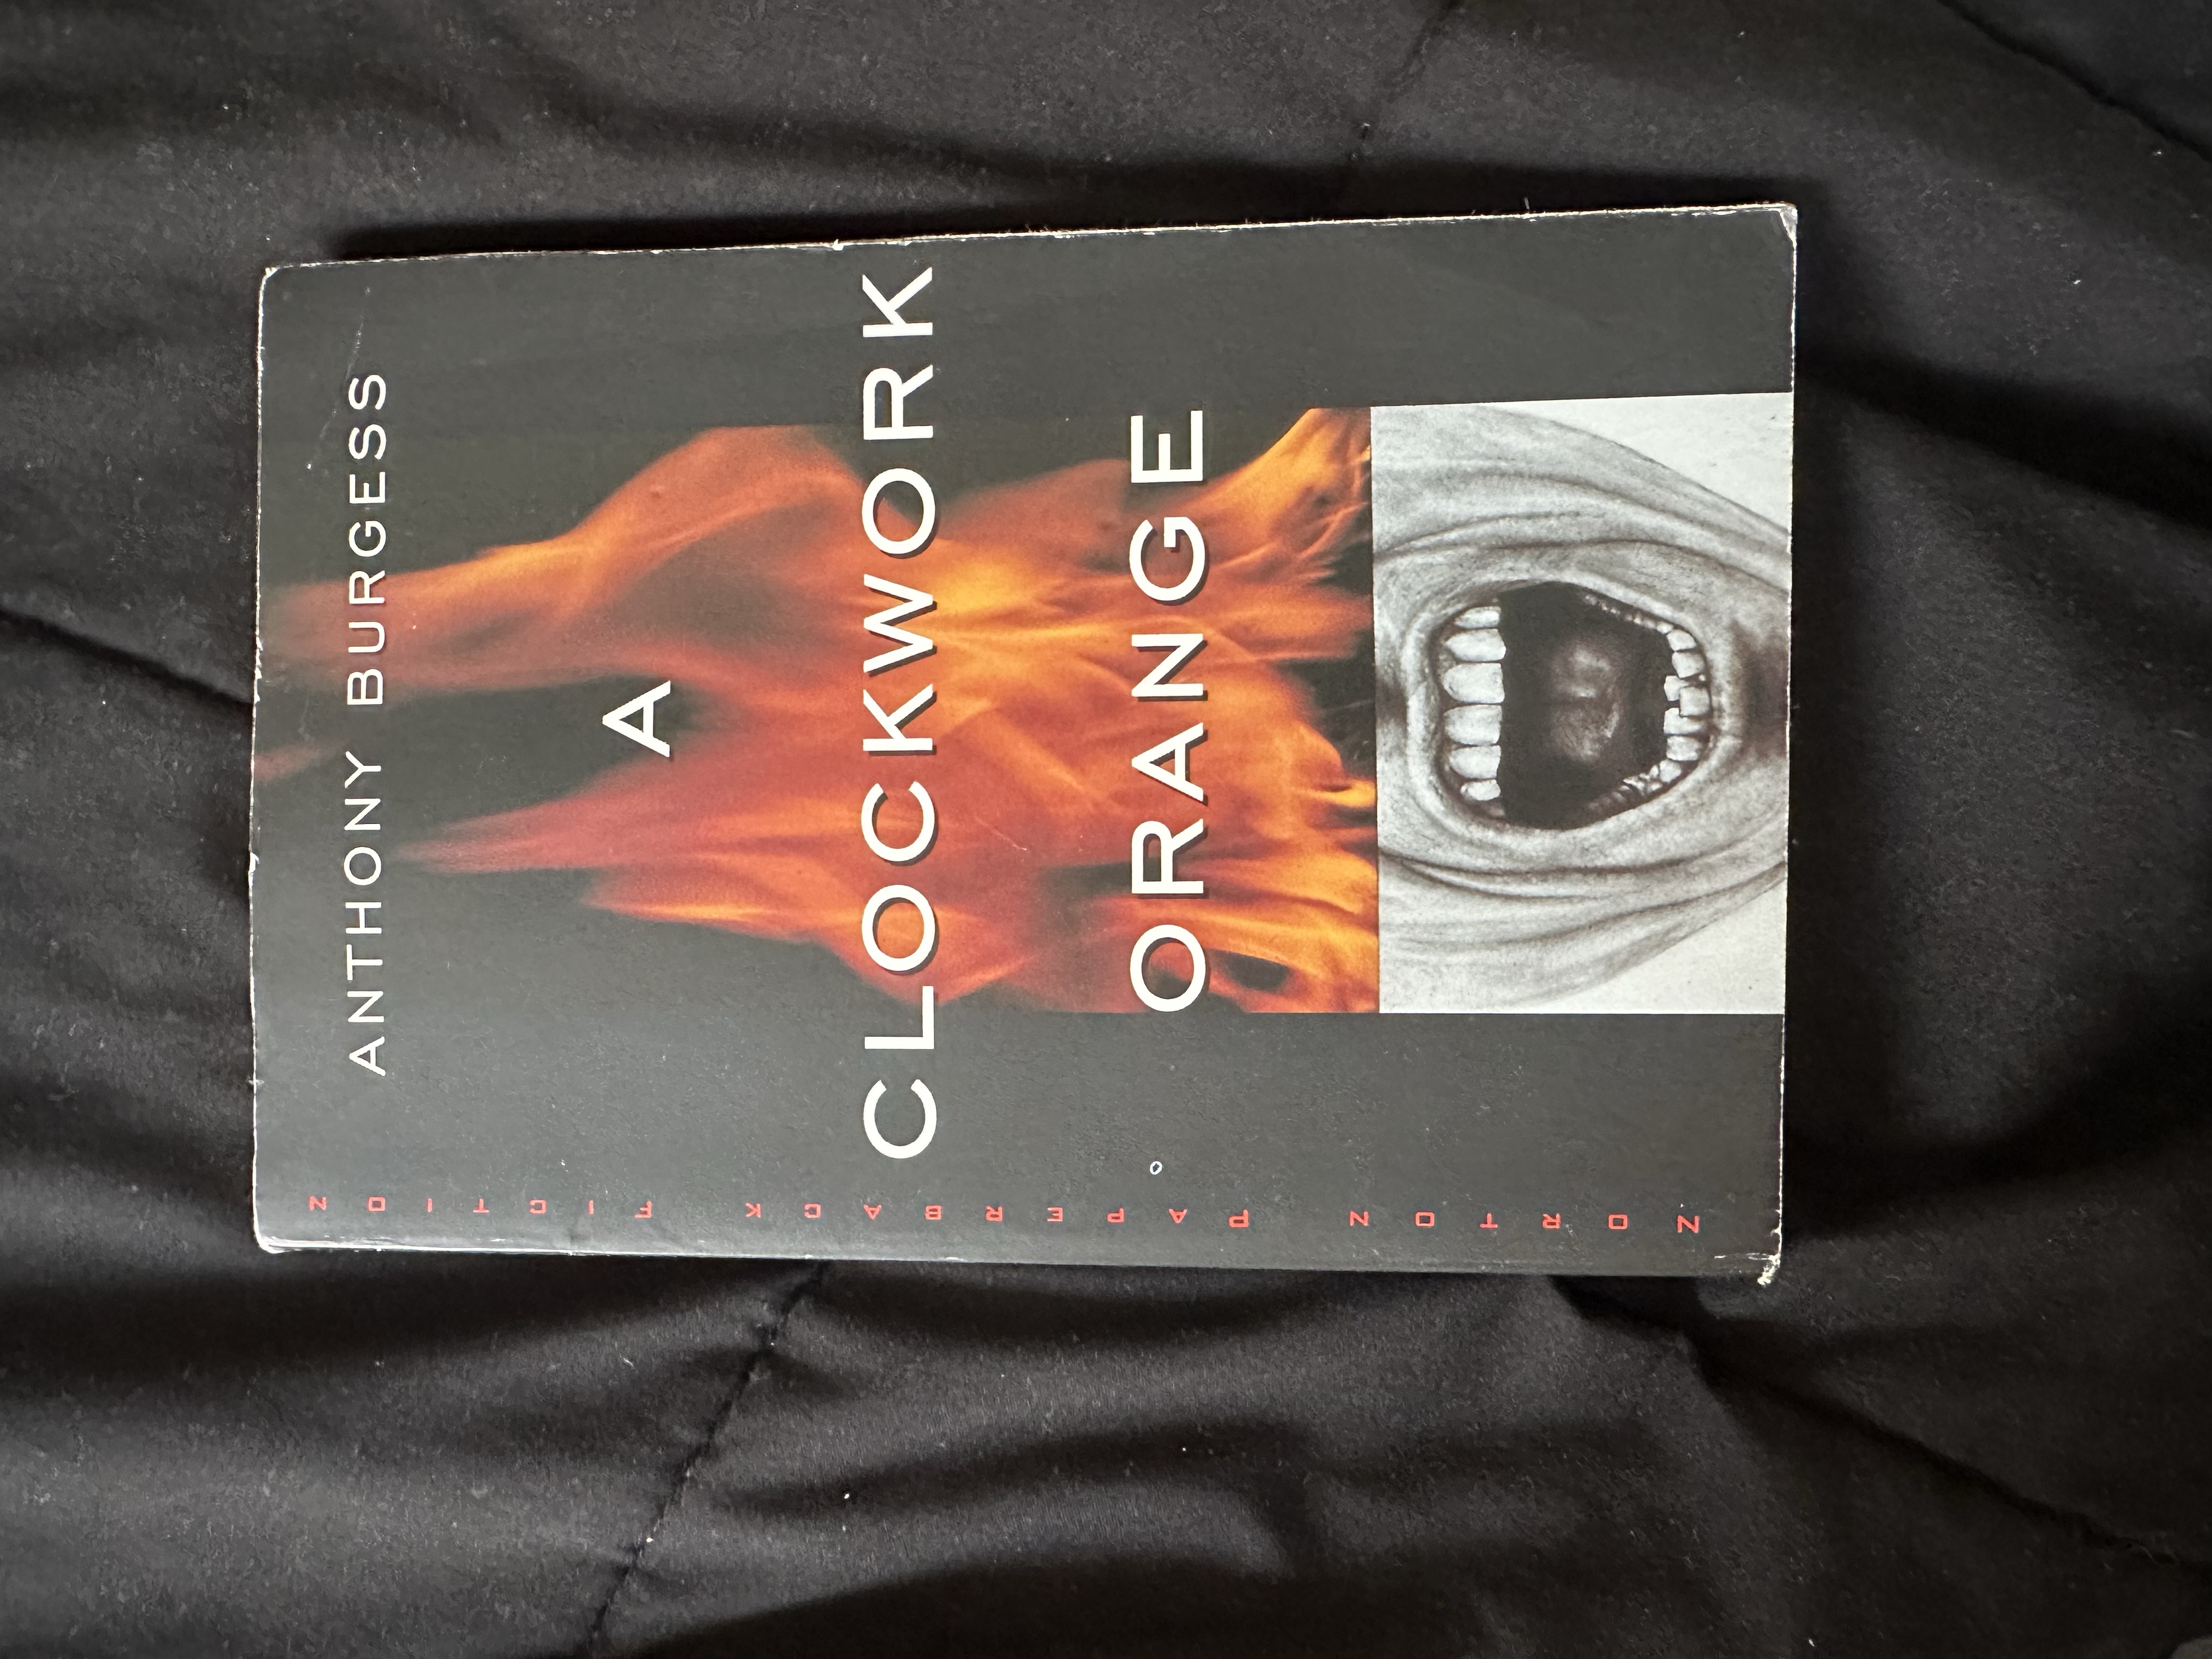 ANTHONY BURGESS
A
CLOCKWORK
ORANGE
NORTON PAPERBACK FICTION